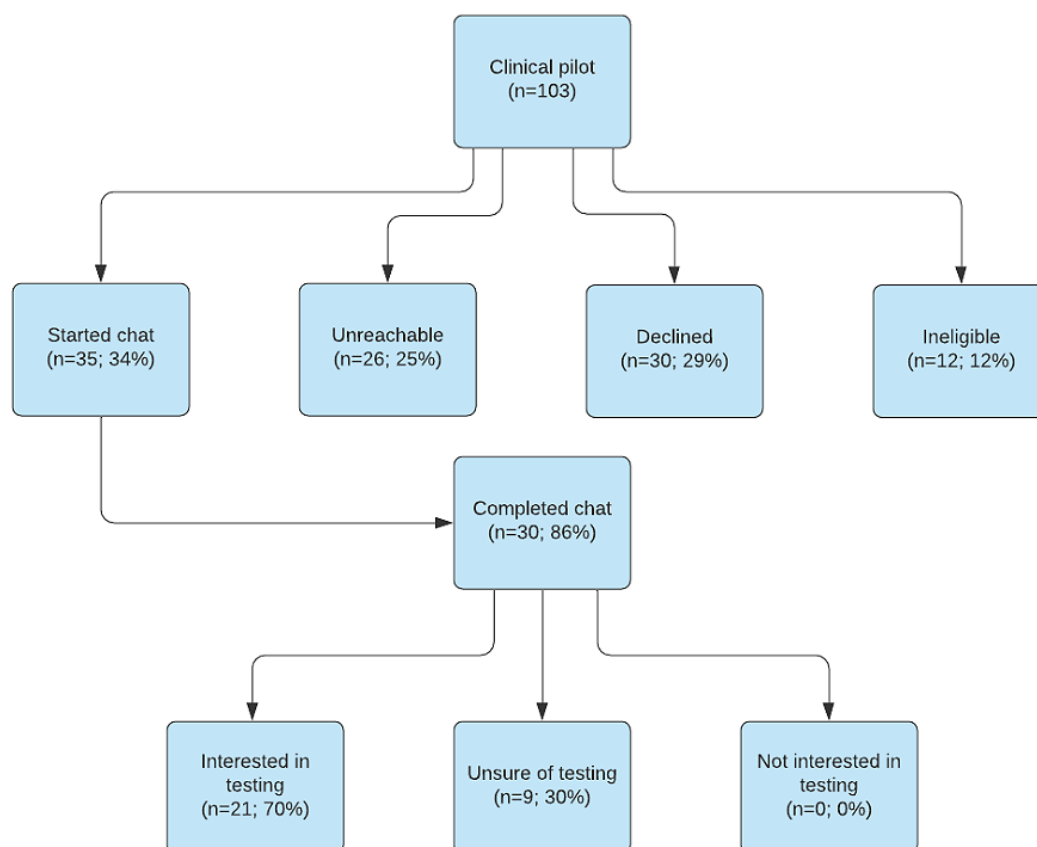 Clinical pilot
(n=103)
Started chat
(n=35; 34%)
Unreachable
(n=26; 25%)
Declined
(n=30; 29%)
Ineligible
(n=12; 12%)
Completed chat
(n=30; 86%)
Interested in
testing
(n=21; 70%)
Unsure of testing
(n=9; 30%)
Not interested in
testing
(n=0; 0%)